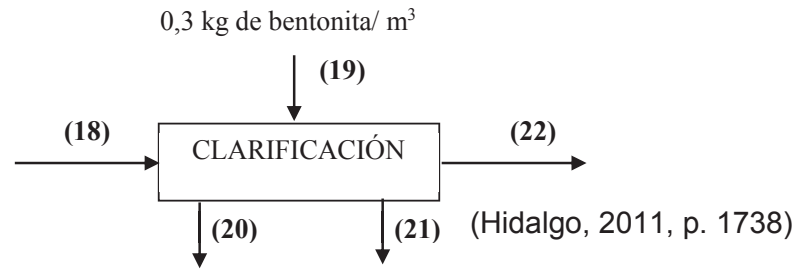 0,3 kg de bentonita/ m³
(19)
(18)
(22)
CLARIFICACIÓN
(20)
(21)
(Hidalgo, 2011, p. 1738)